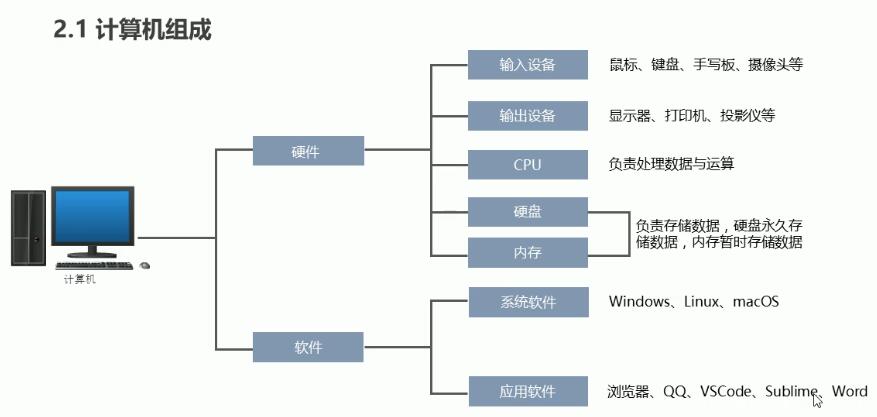 2.1 计算机组成
输入设备
鼠标、键盘、手写板、摄像头等
输出设备
显示器、打印机、投影仪等
硬件
CPU
负责处理数据与运算
硬盘
负责存储数据，硬盘永久存
储数据，内存暂时存储数据
内存
计算机
系统软件
Windows、Linux、macOS
软件
应用软件
浏览器、QQ、VSCode、Sublime、Word